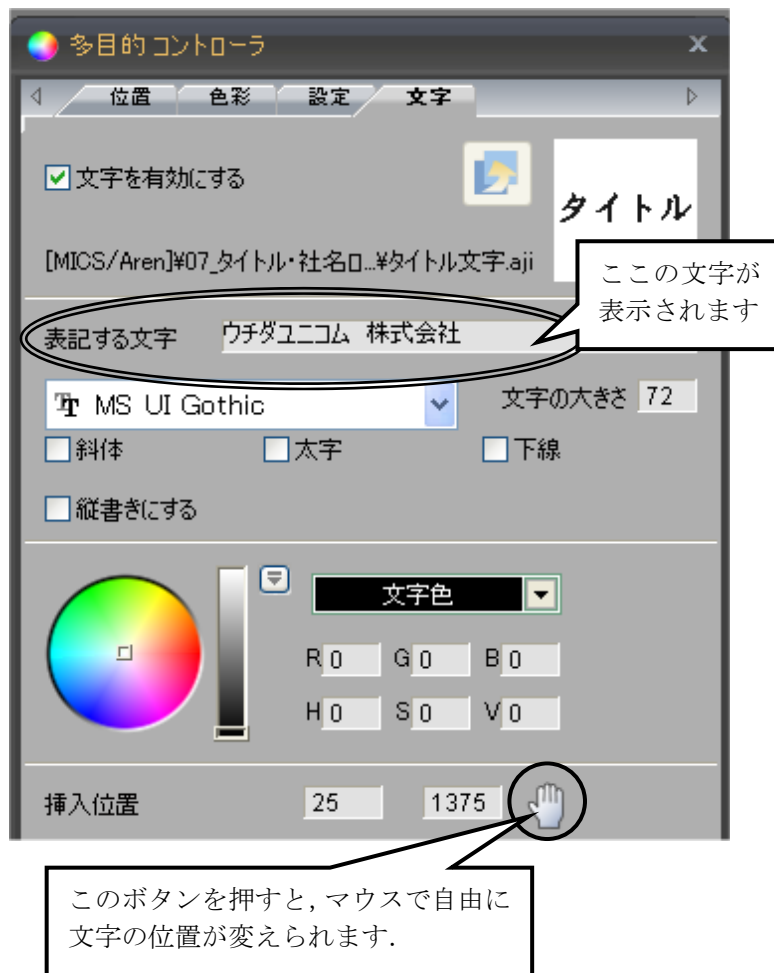 多目的コントローラ x
位置 色彩 設定 文字
文字を有効にする
タイトル
[MICS/Aren]¥07_タイトル・社名ロ...¥タイトル文字.aji
ここの文字が
表示されます
表記する文字 ウチダユニコム 株式会社
MS UI Gothic 文字の大きさ 72
斜体 太字 下線
縦書きにする
文字色
R 0 G 0 B 0
H 0 S 0 V 0
挿入位置 25 1375
このボタンを押すと,マウスで自由に
文字の位置が変えられます.